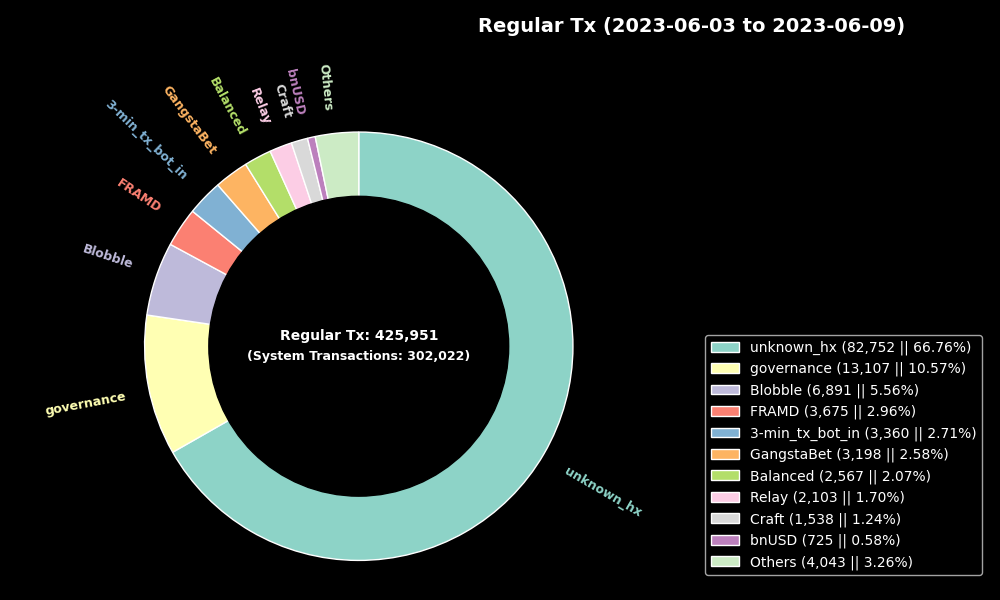 Regular Tx (2023-06-03 to 2023-06-09)
Others
bnUSD
Craft
Relay
Balanced
GangstaBet
3-min_tx_bot_in
FRAMD
Blobble
governance
unknown_hx
Regular Tx: 425,951
(System Transactions: 302,022)
unknown_hx (82,752 || 66.76%)
governance (13,107 || 10.57%)
Blobble (6,891 || 5.56%)
FRAMD (3,675 || 2.96%)
3-min_tx_bot_in (3,360 || 2.71%)
GangstaBet (3,198 || 2.58%)
Balanced (2,567 || 2.07%)
Relay (2,103 || 1.70%)
Craft (1,538 || 1.24%)
bnUSD (725 || 0.58%)
Others (4,043 || 3.26%)